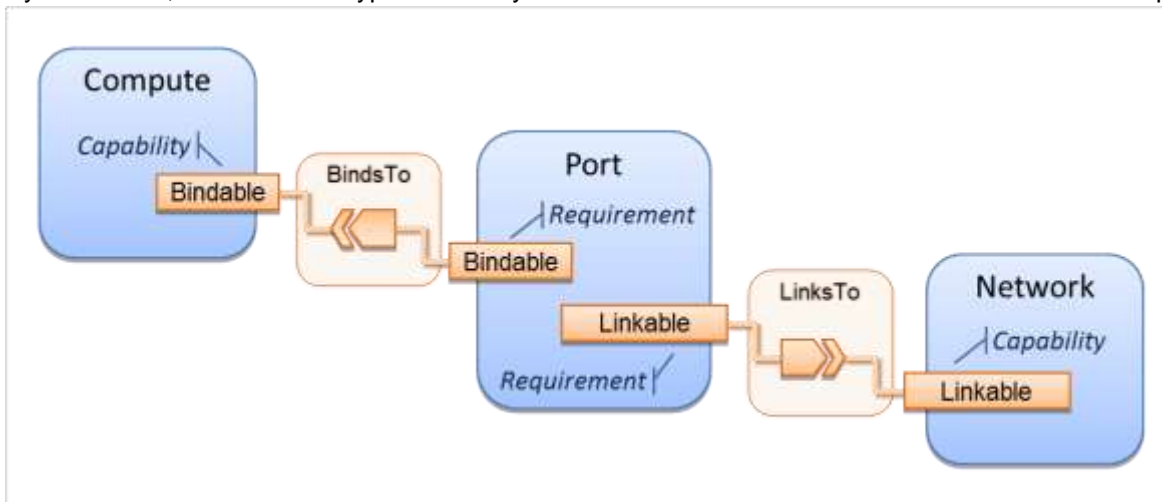 Compute
Capability
Bindable
BindsTo
Port
Requirement
Bindable
Linkable
Requirement
LinksTo
Network
Capability
Linkable